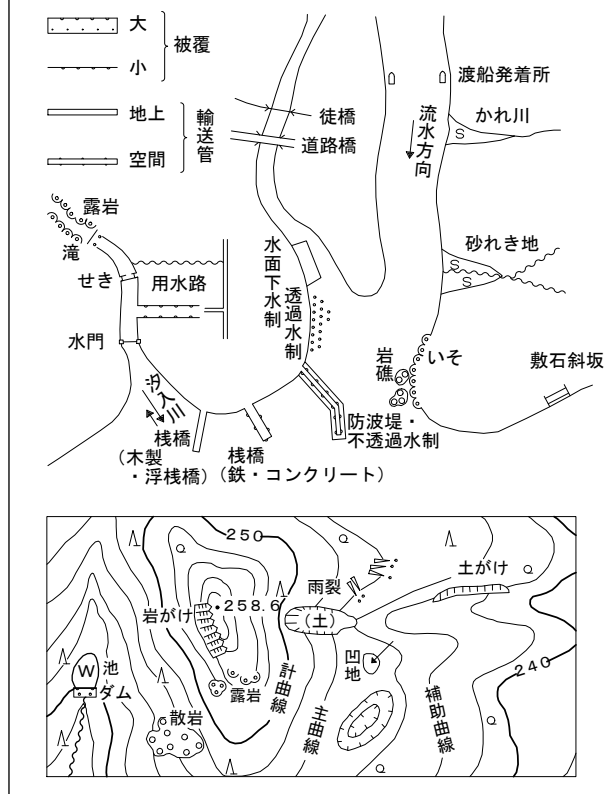 大
小
被覆
地上
空間
輸送管
徒橋
道路橋
渡船発着所
かれ川
S
流水方向
露岩
滝
せき
用水路
水門
水面下水制
透過水制
砂れき地
S
S
岩礁
いそ
敷石斜坂
汐入川
桟橋
(木製
・浮桟橋)
桟橋
(鉄・コンクリート)
防波堤・
不透過水制
250
258.6
岩がけ
雨裂
(土)
土がけ
凹地
計曲線
主曲線
補助曲線
240
W
池
ダム
露岩
散岩